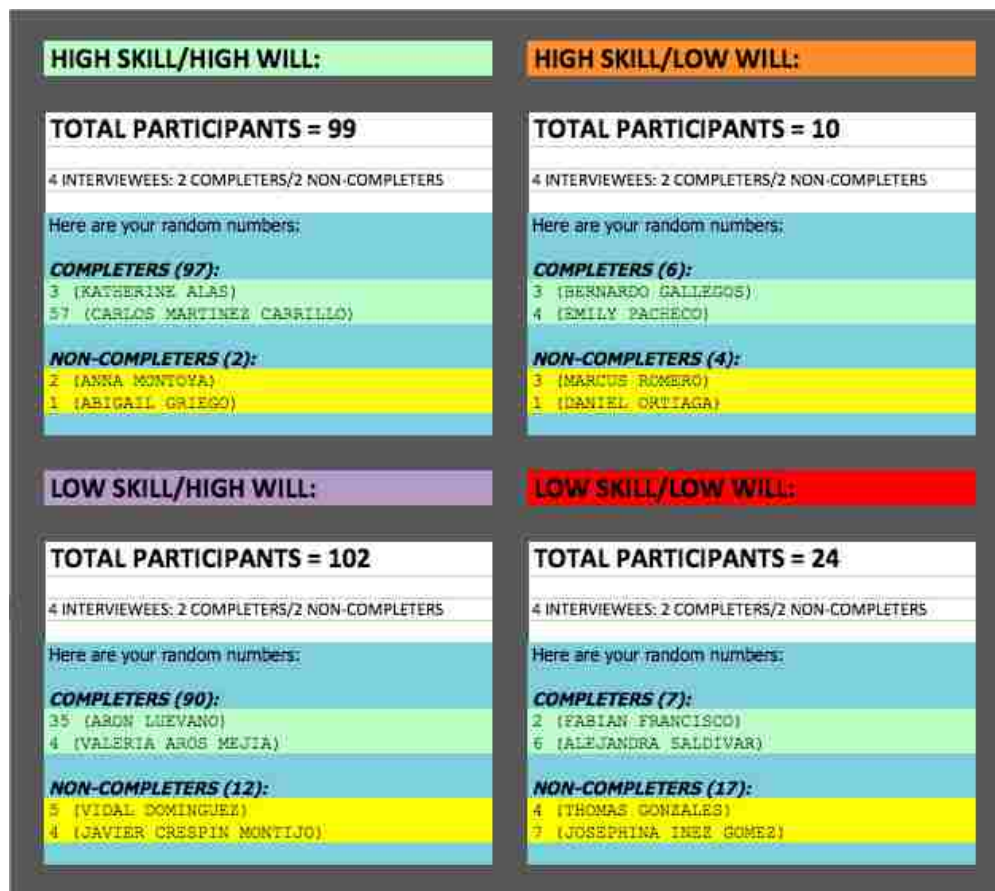 HIGH SKILL/HIGH WILL:
TOTAL PARTICIPANTS = 99
4 INTERVIEWEES: 2 COMPLETERS/2 NON-COMPLETERS
Here are your random numbers:
COMPLETERS (97):
3 (KATHERINE ALAS)
57 (CARLOS MARTINEZ CARRILLO)
NON-COMPLETERS (2):
2 (ANNA MONTOYA)
1 (ABIGAIL GRIEGO)
HIGH SKILL/LOW WILL:
TOTAL PARTICIPANTS = 10
4 INTERVIEWEES: 2 COMPLETERS/2 NON-COMPLETERS
Here are your random numbers:
COMPLETERS (6):
3 (BERNARDO GALLEGOS)
4 (EMILY PACHECO)
NON-COMPLETERS (4):
3 (MARCUS ROMERO)
1 (DANIEL ORTIAGA)
LOW SKILL/HIGH WILL:
TOTAL PARTICIPANTS = 102
4 INTERVIEWEES: 2 COMPLETERS/2 NON-COMPLETERS
Here are your random numbers:
COMPLETERS (90):
35 (ARON LUEVANO)
4 (VALERIA AROS MEJIA)
NON-COMPLETERS (12):
5 (VIDAL DOMINGUEZ)
4 (JAVIER CRESPIN MONTIJO)
LOW SKILL/LOW WILL:
TOTAL PARTICIPANTS = 24
4 INTERVIEWEES: 2 COMPLETERS/2 NON-COMPLETERS
Here are your random numbers:
COMPLETERS (7):
2 (FABIAN FRANCISCO)
6 (ALEJANDRA SALDIVAR)
NON-COMPLETERS (17):
4 (THOMAS GONZALES)
7 (JOSEPHINA INEZ GOMEZ)